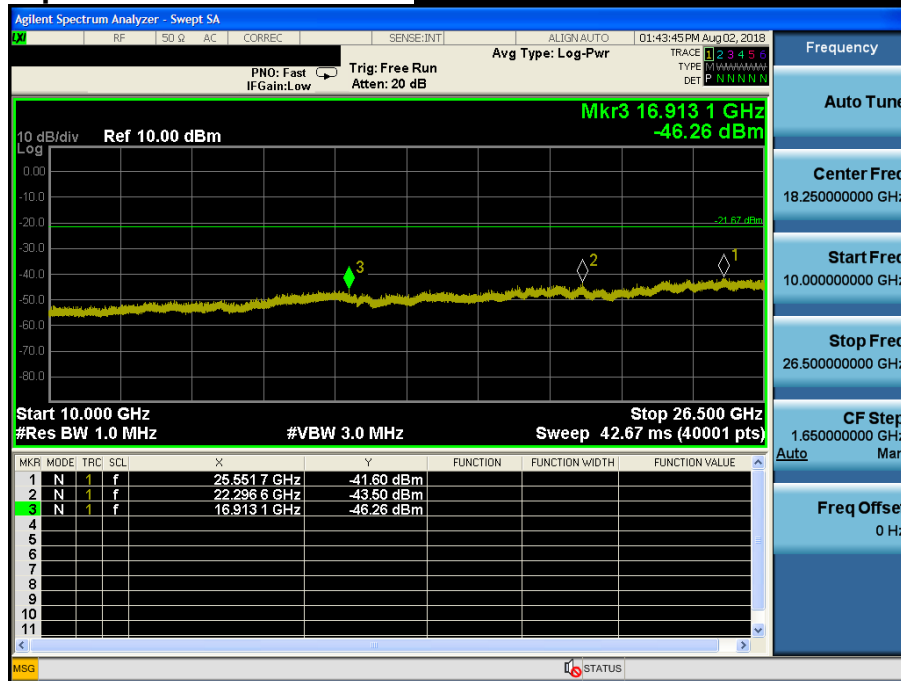 Agilent Spectrum Analyzer - Swept SA
LXI RF 50 Ω AC CORREC SENSE:INT ALIGN AUTO 01:43:45 PM Aug 02, 2018
Avg Type: Log-Pwr
TRACE 1 2 3 4 5 6
TYPE M WWWWW
DET P N N N N N
PNO: Fast
IFGain:Low
Trig: Free Run
Atten: 20 dB
Frequency
Auto Tune
Mkr3 16.913 1 GHz
-46.26 dBm
10 dB/div
Log
Ref 10.00 dBm
0.00
-10.0
-20.0
-30.0
-40.0
-50.0
-60.0
-70.0
-80.0
-21.67 dBm
3
2
1
Center Freq
18.250000000 GHz
Start Freq
10.000000000 GHz
Stop Freq
26.500000000 GHz
CF Step
1.650000000 GHz
Auto Man
Freq Offset
0 Hz
Start 10.000 GHz Stop 26.500 GHz
#Res BW 1.0 MHz #VBW 3.0 MHz Sweep 42.67 ms (40001 pts)
MKR MODE TRC SCL X Y FUNCTION FUNCTION WIDTH FUNCTION VALUE
1 N 1 f 25.551 7 GHz -41.60 dBm
2 N 1 f 22.296 6 GHz -43.50 dBm
3 N 1 f 16.913 1 GHz -46.26 dBm
4
5
6
7
8
9
10
11
MSG STATUS